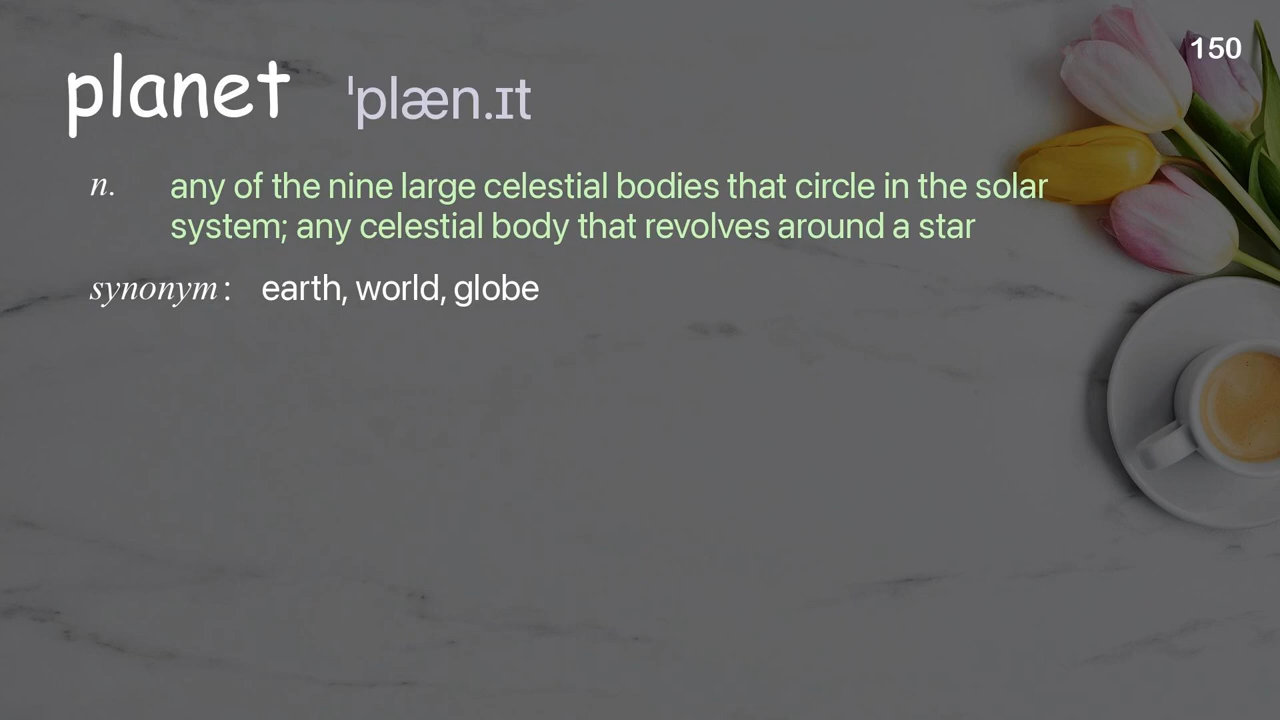 150
planet ˈplæn.ɪt
n. any of the nine large celestial bodies that circle in the solar
system; any celestial body that revolves around a star
synonym: earth, world, globe